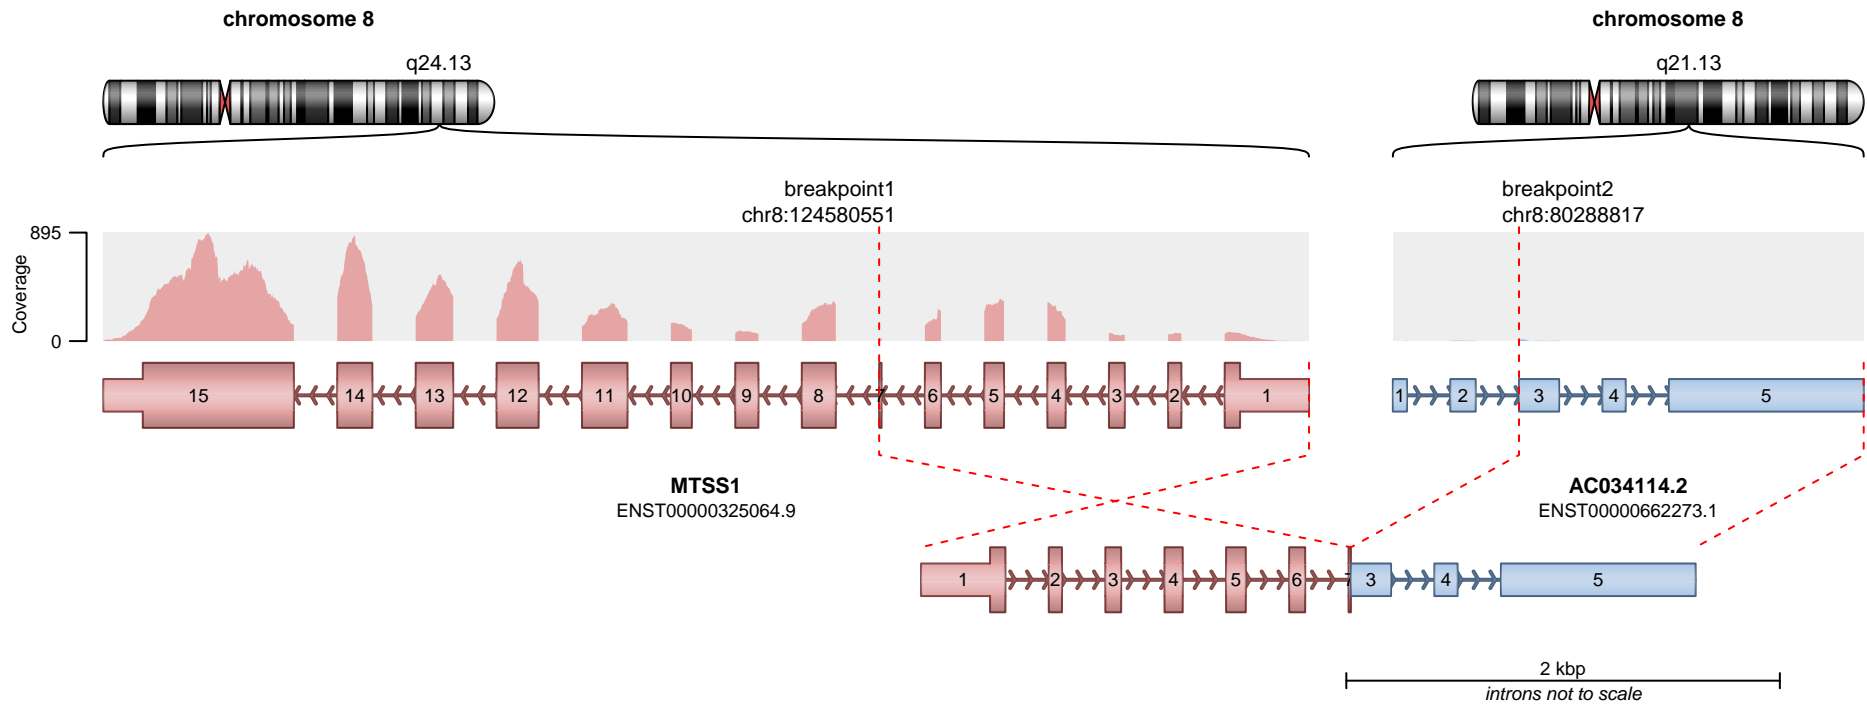 chromosome 8
chromosome 8
q24.13
q21.13
breakpoint1
chr8:124580551
breakpoint2
chr8:80288817
895
0
Coverage
15 14 13 12 11 10 9 8 7 6 5 4 3 2 1
1 2 3 4 5
MTSS1
ENST00000325064.9
AC034114.2
ENST00000662273.1
1 2 3 4 5 6 7 3 4 5
2 kbp
introns not to scale